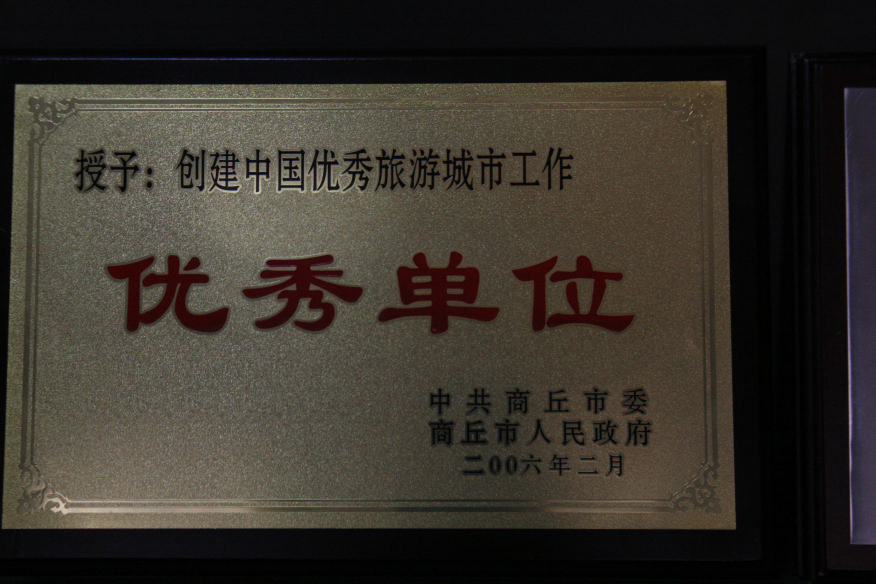 授予：创建中国优秀旅游城市工作
优秀单位
中共商丘市委
商丘市人民政府
二00六年二月